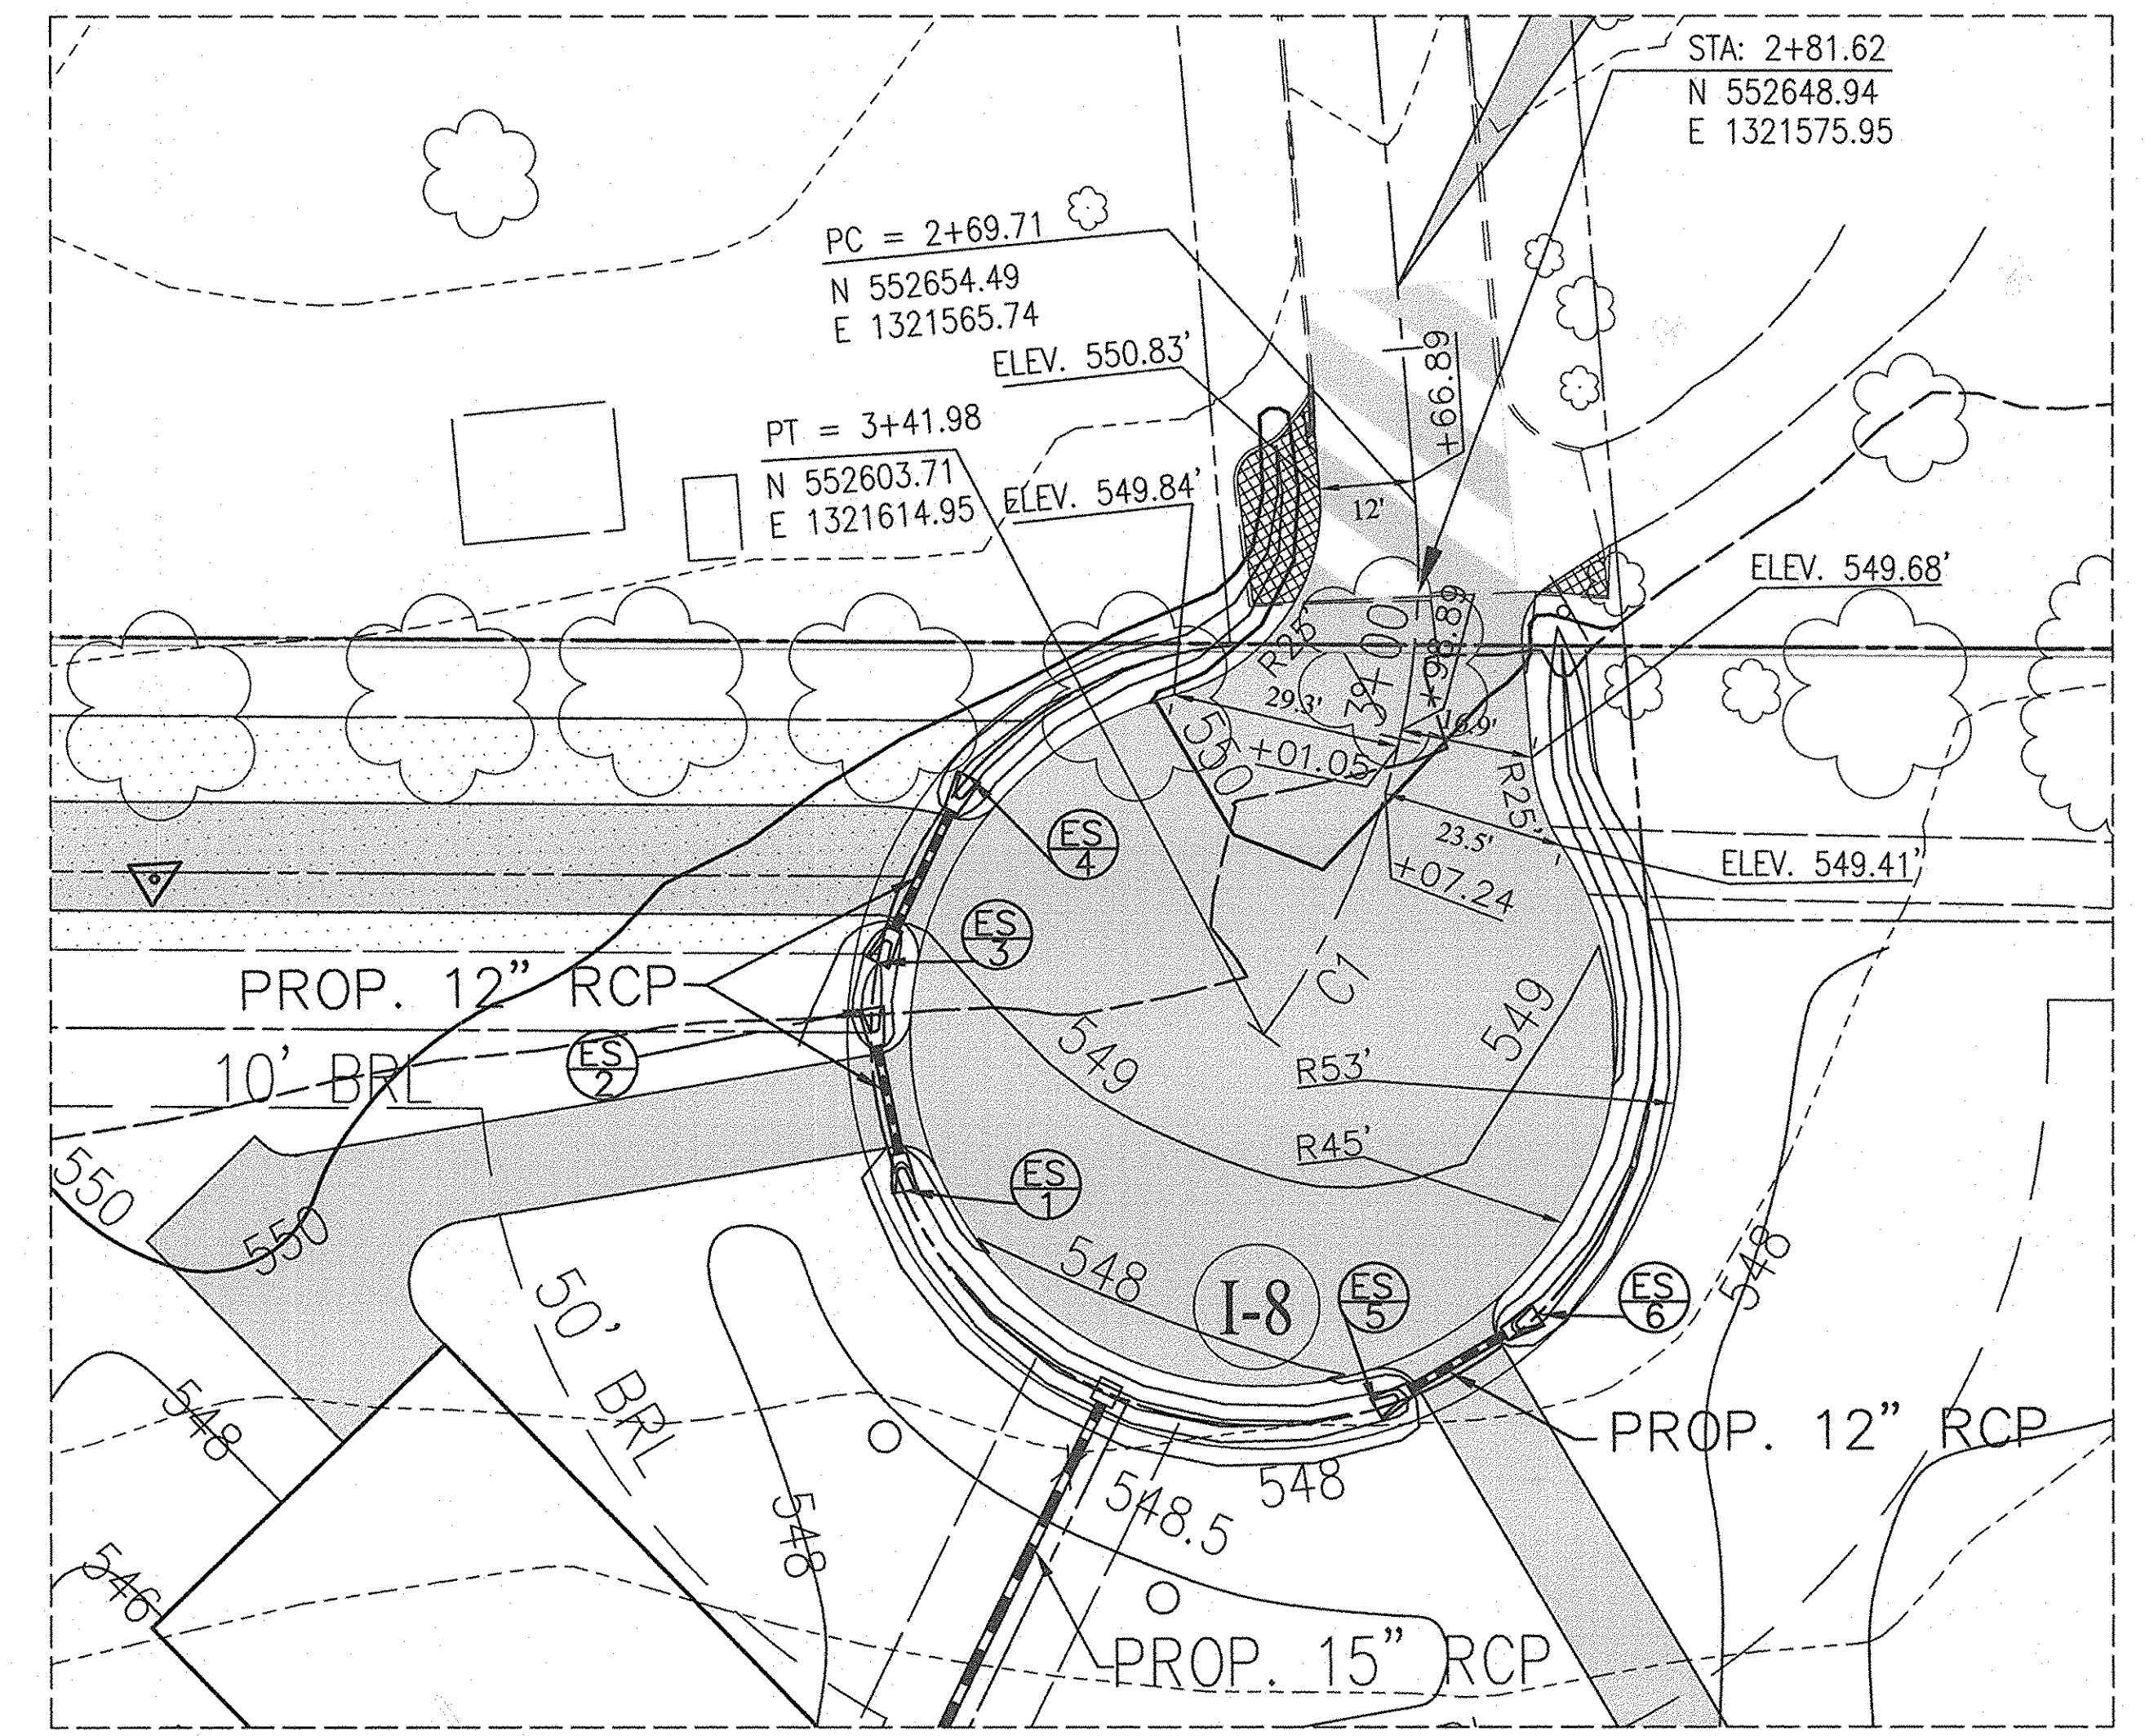 STA: 2+81.62
N 552648.94
E 1321575.95
PC = 2+69.71
N 552654.49
E 1321565.74
ELEV. 550.83'
+66.89
PT = 3+41.98
N 552603.71
E 1321614.95
ELEV. 549.84'
12'
ELEV. 549.68'
R25'
3+00
+98.89
29.3'
16.9'
550
+01.05
R25'
23.5'
ELEV. 549.41'
+07.24
ES
4
ES
3
PROP. 12" RCP
C1
549
549
ES
2
10' BRL
R53'
R45'
550
ES
1
550
548
I-8
ES
5
ES
6
548
50' BRL
548
PROP. 12" RCP
548
548
548.5
546
PROP. 15" RCP